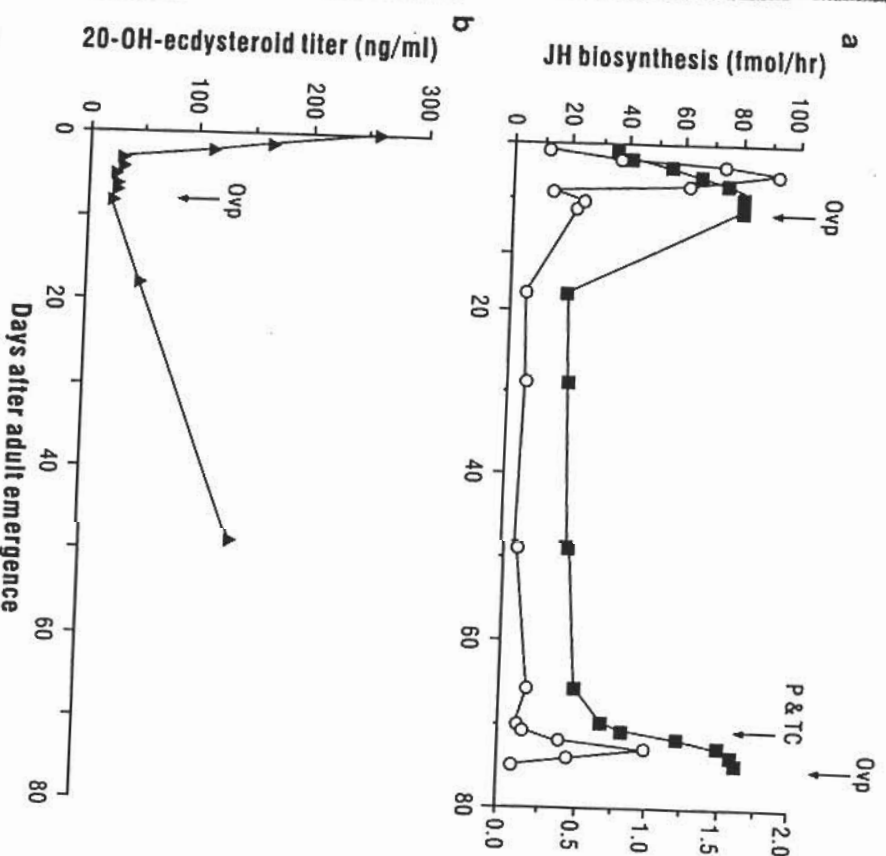 a
JH biosynthesis (fmol/hr)
0 20 40 60 80 100
Ovp
P & TC
Ovp
20 40 60 80
0.0 0.5 1.0 1.5 2.0
b
20-OH-ecdysteroid titer (ng/ml)
0 100 200 300
Ovp
0 20 40 60 80
Days after adult emergence